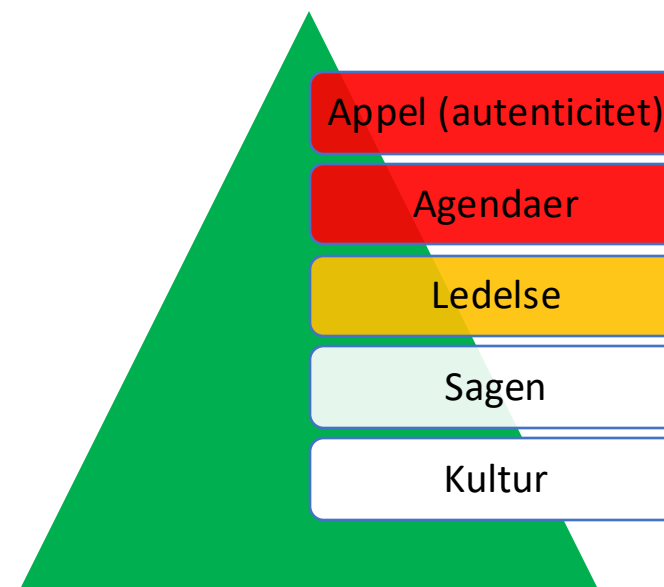 Appel (autenticitet)
Agendaer
Ledelse
Sagen
Kultur